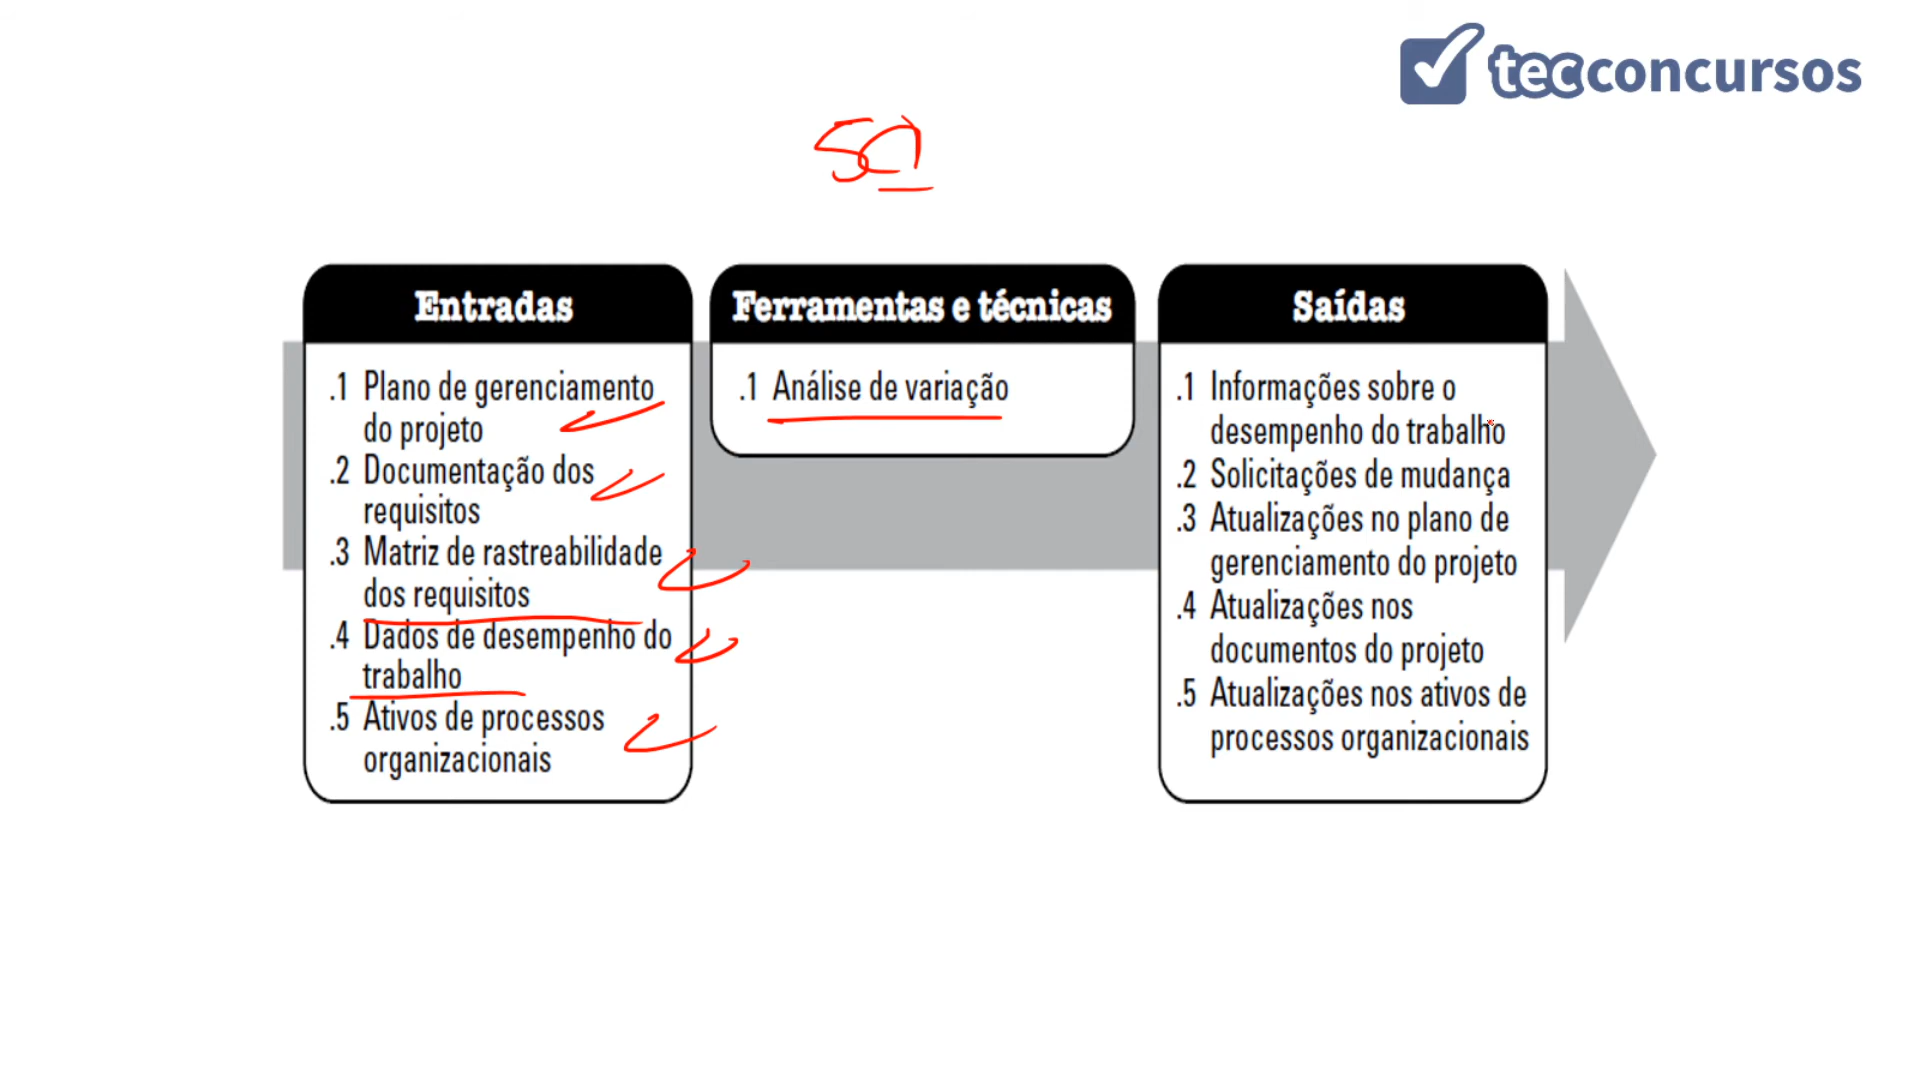 tecconcursos
Entradas
.1 Plano de gerenciamento
do projeto
.2 Documentação dos
requisitos
.3 Matriz de rastreabilidade
dos requisitos
.4 Dados de desempenho do
trabalho
.5 Ativos de processos
organizacionais
Ferramentas e técnicas
.1 Análise de variação
Saídas
.1 Informações sobre o
desempenho do trabalho
.2 Solicitações de mudança
.3 Atualizações no plano de
gerenciamento do projeto
.4 Atualizações nos
documentos do projeto
.5 Atualizações nos ativos de
processos organizacionais